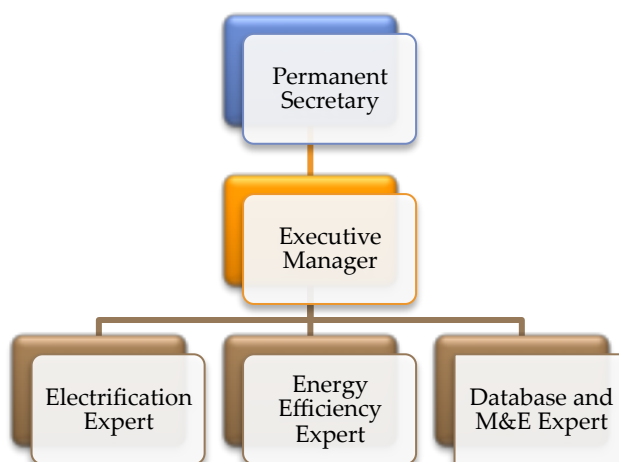 Permanent
Secretary
Executive
Manager
Electrification
Expert
Energy
Efficiency
Expert
Database and
M&E Expert